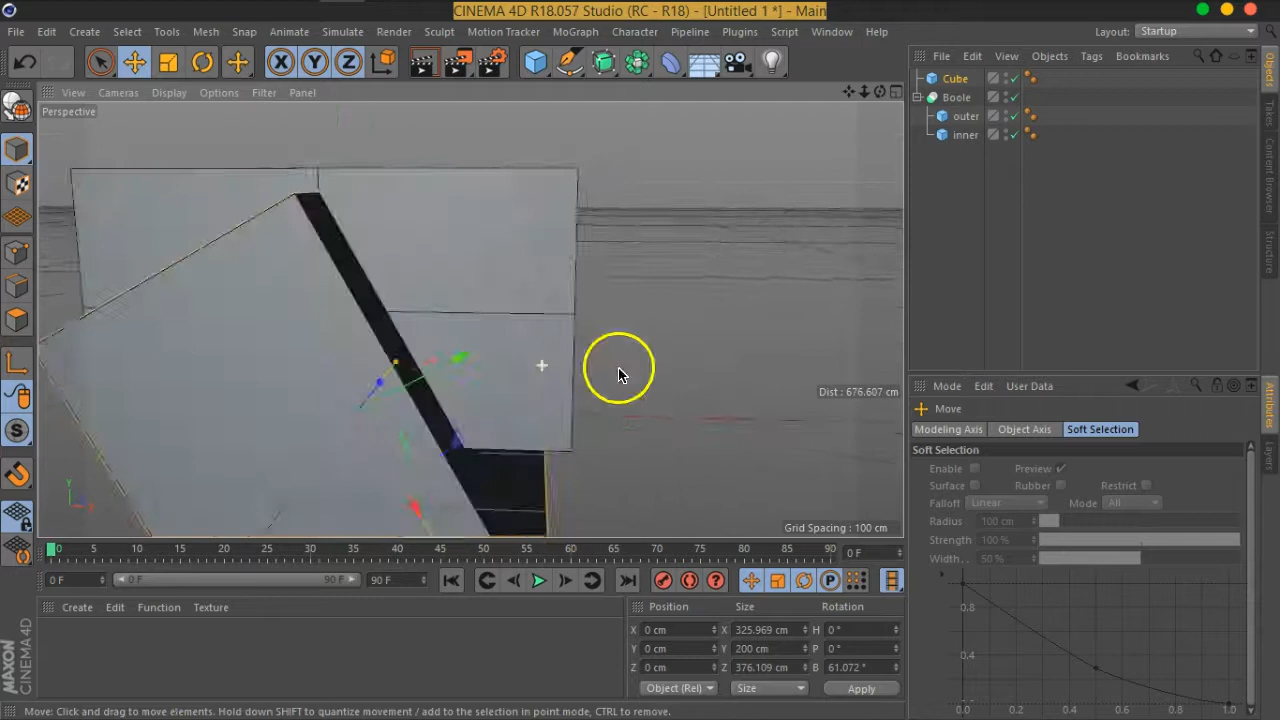 CINEMA 4D R18.057 Studio (RC - R18) - [Untitled 1 *] - Main
File Edit Create Select Tools Mesh Snap Animate Simulate Render Sculpt Motion Tracker MoGraph Character Pipeline Plugins Script Window Help Layout: Startup
File Edit View Objects Tags Bookmarks
View Cameras Display Options Filter Panel
Perspective
Cube
Boole
outer
inner
Objects
Takes
Content Browser
Structure
X Y Z
S
Dist : 676.607 cm
Y
X
Grid Spacing : 100 cm
Mode Edit User Data
Move
Modeling Axis Object Axis Soft Selection
Soft Selection
Enable Preview
Surface Rubber Restrict
Falloff Linear Mode All
Radius 100 cm
Strength 100 %
Width.. 50 %
0.8
0.4
0.0 0.2 0.4 0.6 0.8 1.0
Attributes
Layers
0 5 10 15 20 25 30 35 40 45 50 55 60 65 70 75 80 85 90 0 F
0 F 0 F 90 F 90 F
P
Create Edit Function Texture
Position Size Rotation
X 0 cm X 325.969 cm H 0 °
Y 0 cm Y 200 cm P 0 °
Z 0 cm Z 376.109 cm B 61.072 °
Object (Rel) Size Apply
MAXON CINEMA4D
Move: Click and drag to move elements. Hold down SHIFT to quantize movement / add to the selection in point mode, CTRL to remove.